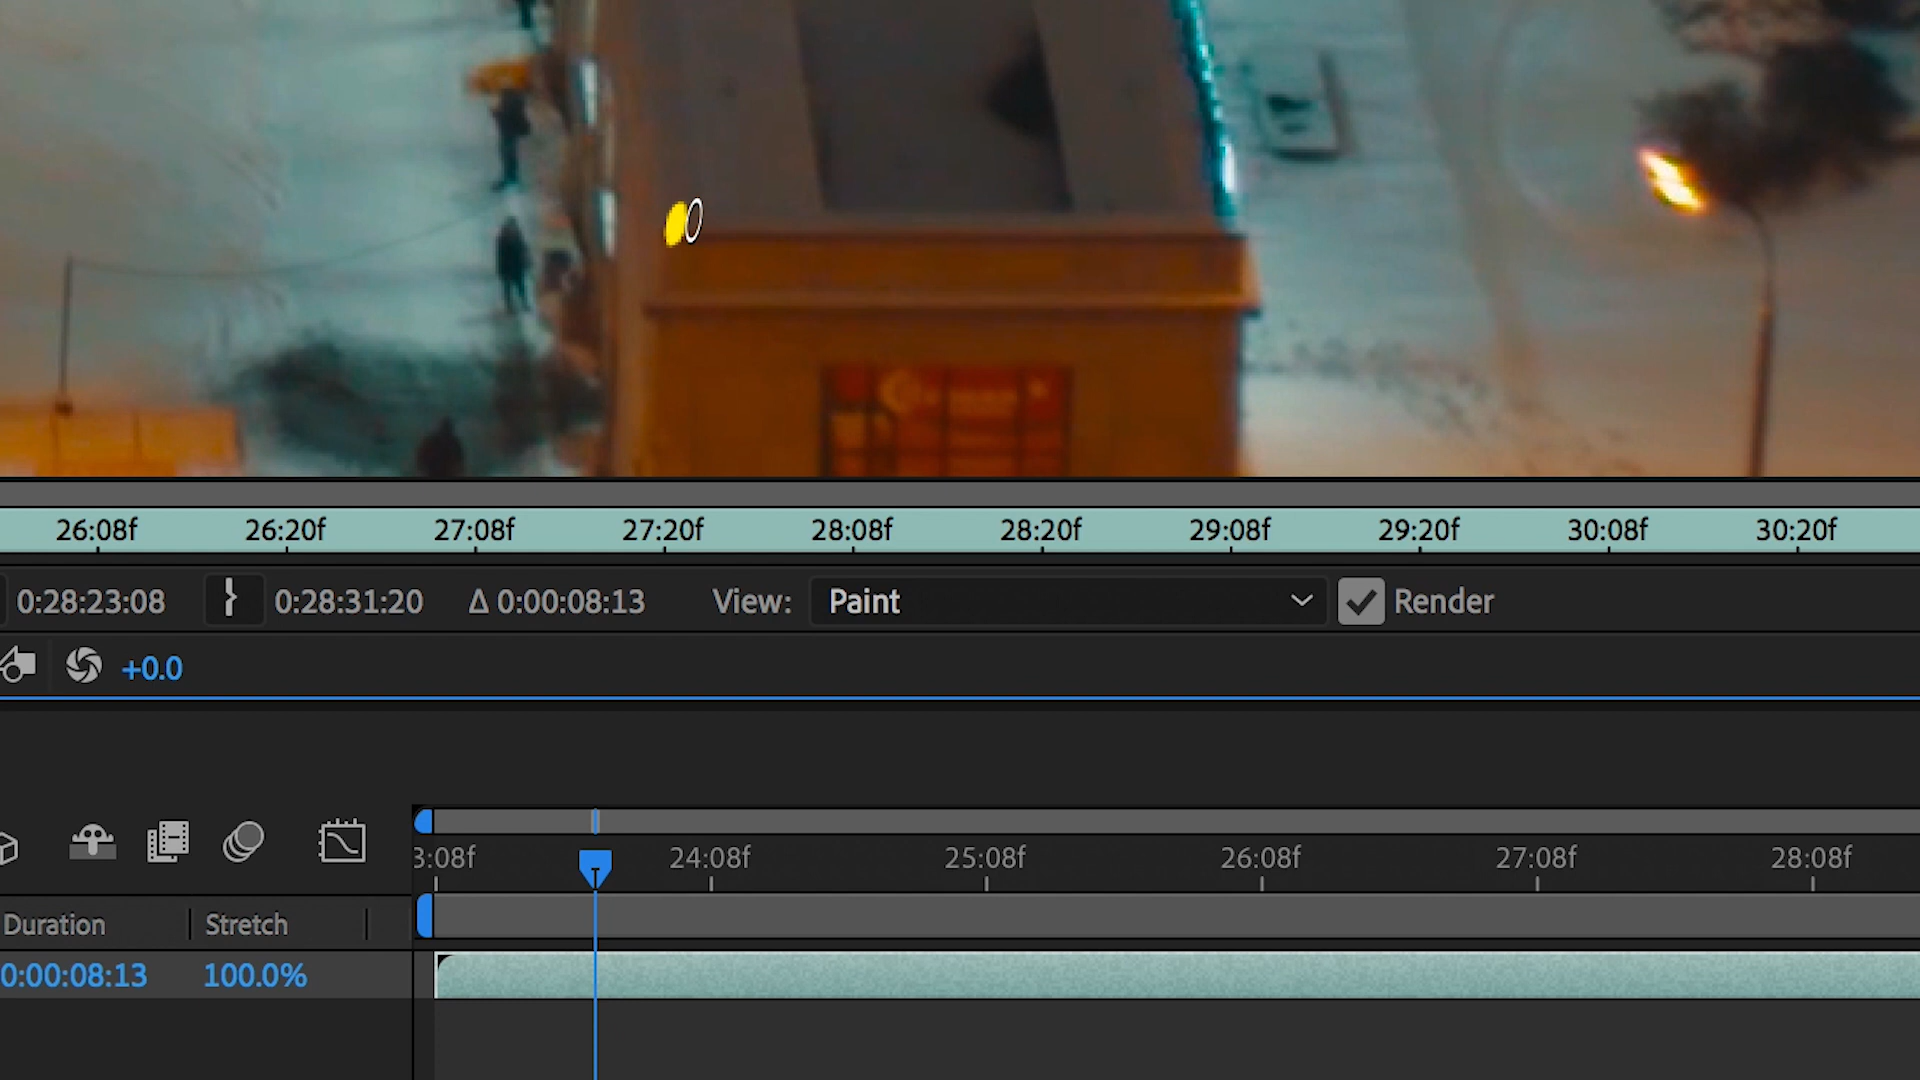 26:08f 26:20f 27:08f 27:20f 28:08f 28:20f 29:08f 29:20f 30:08f 30:20f
0:28:23:08 0:28:31:20 Δ 0:00:08:13 View: Paint Render
+0.0
3:08f 24:08f 25:08f 26:08f 27:08f 28:08f
Duration Stretch
0:00:08:13 100.0%